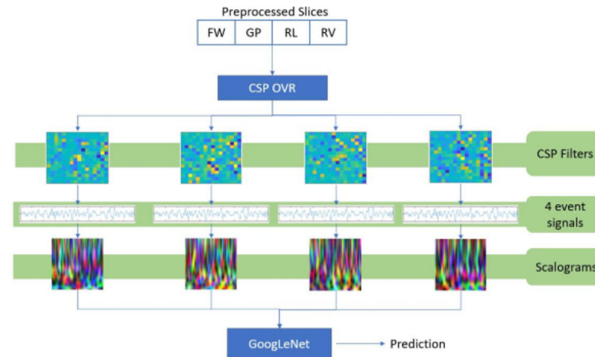 Preprocessed Slices
FW GP RL RV
CSP OVR
CSP Filters
4 event
signals
Scalograms
GoogLeNet
Prediction